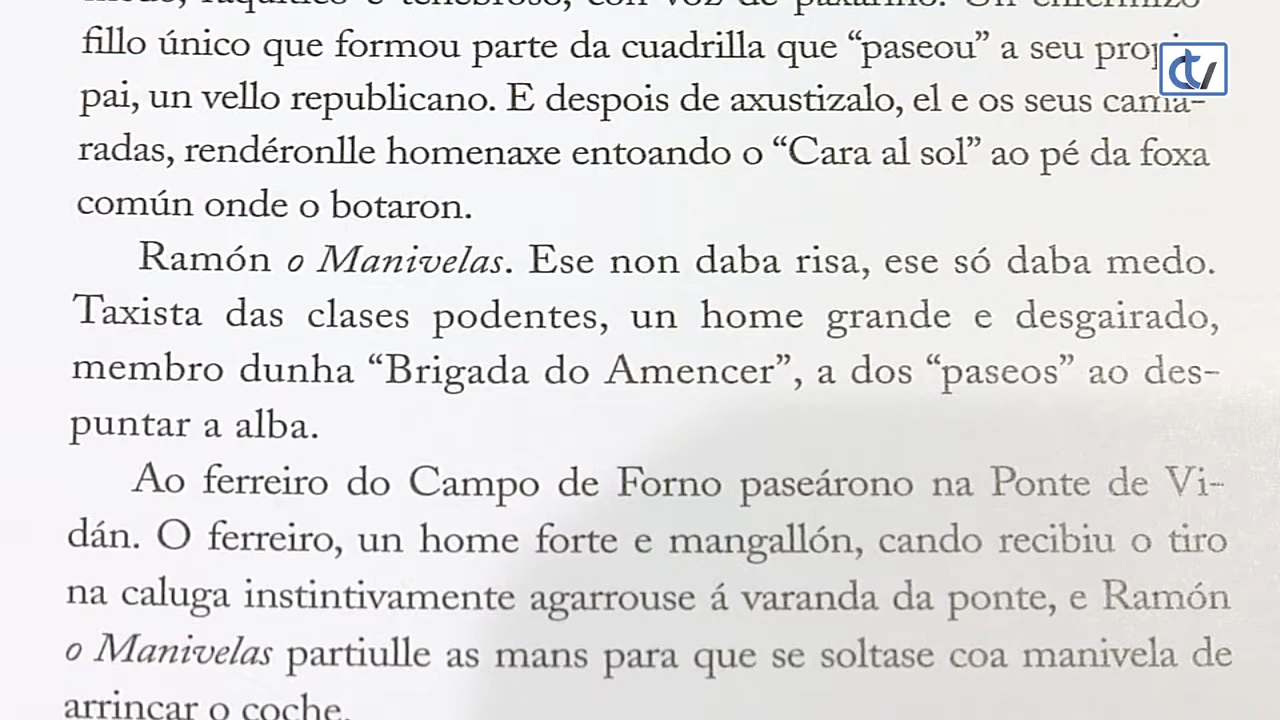 fillo único que formou parte da cuadrilla que “paseou” a seu
pai, un vello republicano. E despois de axustizalo, el e os seus cama-
radas, rendéronlle homenaxe entoando o “Cara al sol” ao pé da foxa
común onde o botaron.
Ramón o Manivelas. Ese non daba risa, ese só daba medo.
Taxista das clases podentes, un home grande e desgairado,
membro dunha “Brigada do Amencer”, a dos “paseos” ao des-
puntar a alba.
Ao ferreiro do Campo de Forno paseárono na Ponte de Vi-
dán. O ferreiro, un home forte e mangallón, cando recibiu o tiro
na caluga instintivamente agarrouse á varanda da ponte, e Ramón
o Manivelas partiulle as mans para que se soltase coa manivela de
arrincar o coche.